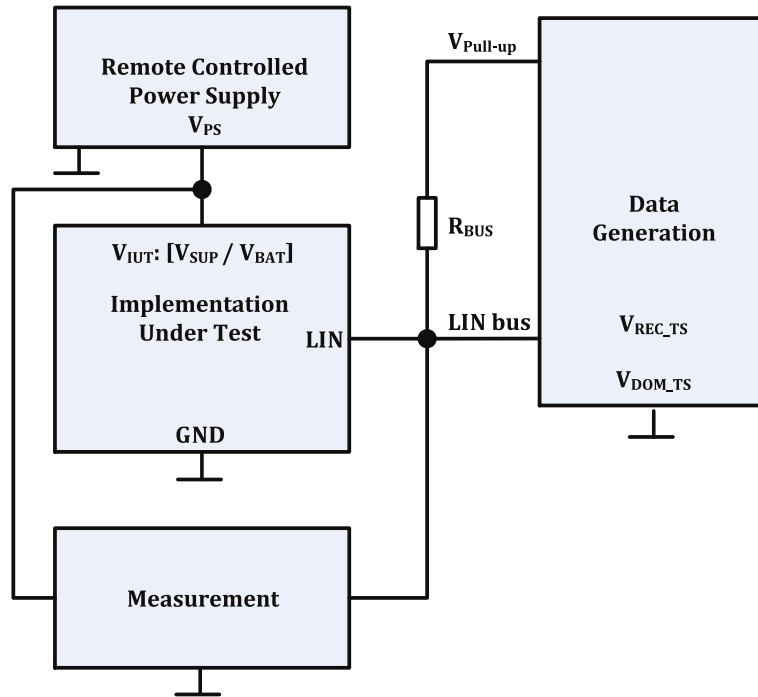 Remote Controlled
Power Supply
VPS
VPull-up
RBUS
Data
Generation
VIUT: [VSUP / VBAT]
Implementation
Under Test
LIN
LIN bus
VREC_TS
VDOM_TS
GND
Measurement